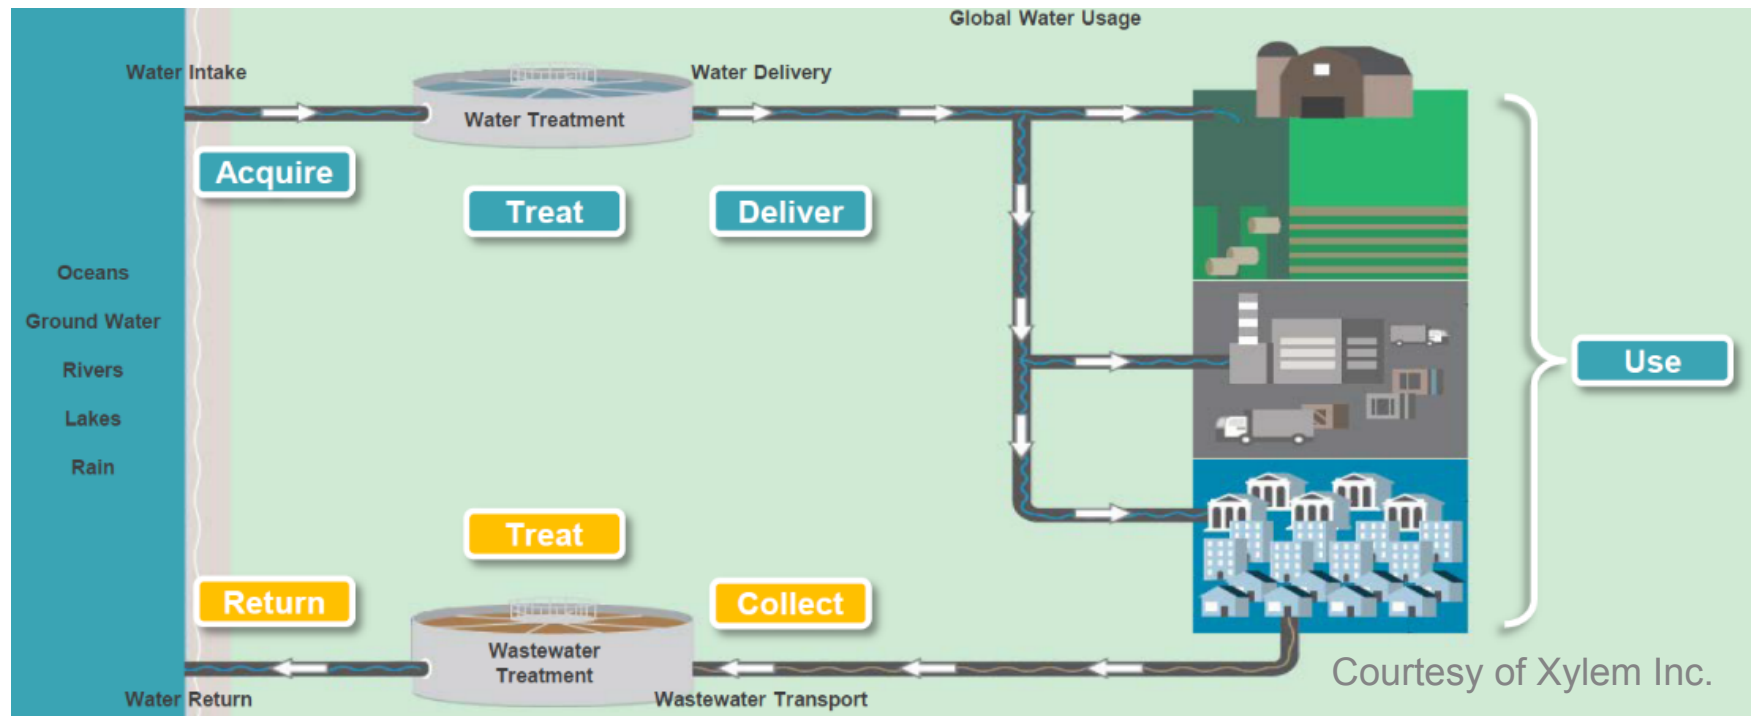 Global Water Usage
Water Intake
Water Delivery
Water Treatment
Acquire
Treat
Deliver
Oceans
Ground Water
Rivers
Lakes
Rain
Use
Treat
Return
Collect
Wastewater
Treatment
Water Return
Wastewater Transport
Courtesy of Xylem Inc.